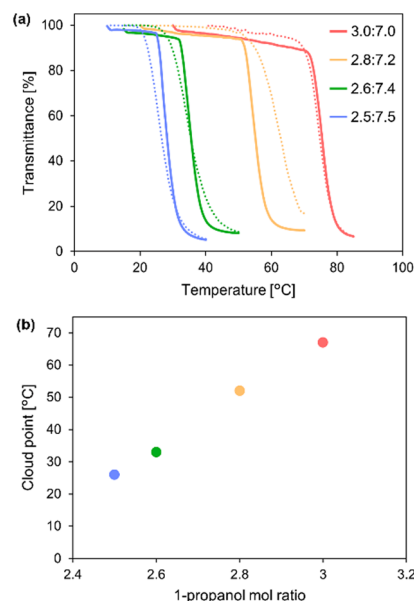 (a)
100
80
60
40
20
0
Transmittance [%]
3.0:7.0
2.8:7.2
2.6:7.4
2.5:7.5
0 20 40 60 80 100
Temperature [°C]
(b)
70
60
50
40
30
20
10
0
Cloud point [°C]
2.4 2.6 2.8 3 3.2
1-propanol mol ratio